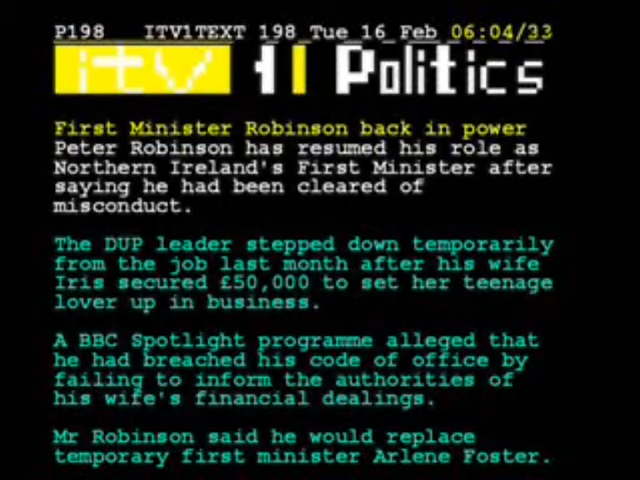 P198 ITV1TEXT 198 Tue 16 Feb 06:04/33
itv 1 Politics
First Minister Robinson back in power
Peter Robinson has resumed his role as
Northern Ireland's First Minister after
saying he had been cleared of
misconduct.
The DUP leader stepped down temporarily
from the job last month after his wife
Iris secured £50,000 to set her teenage
lover up in business.
A BBC Spotlight programme alleged that
he had breached his code of office by
failing to inform the authorities of
his wife's financial dealings.
Mr Robinson said he would replace
temporary first minister Arlene Foster.